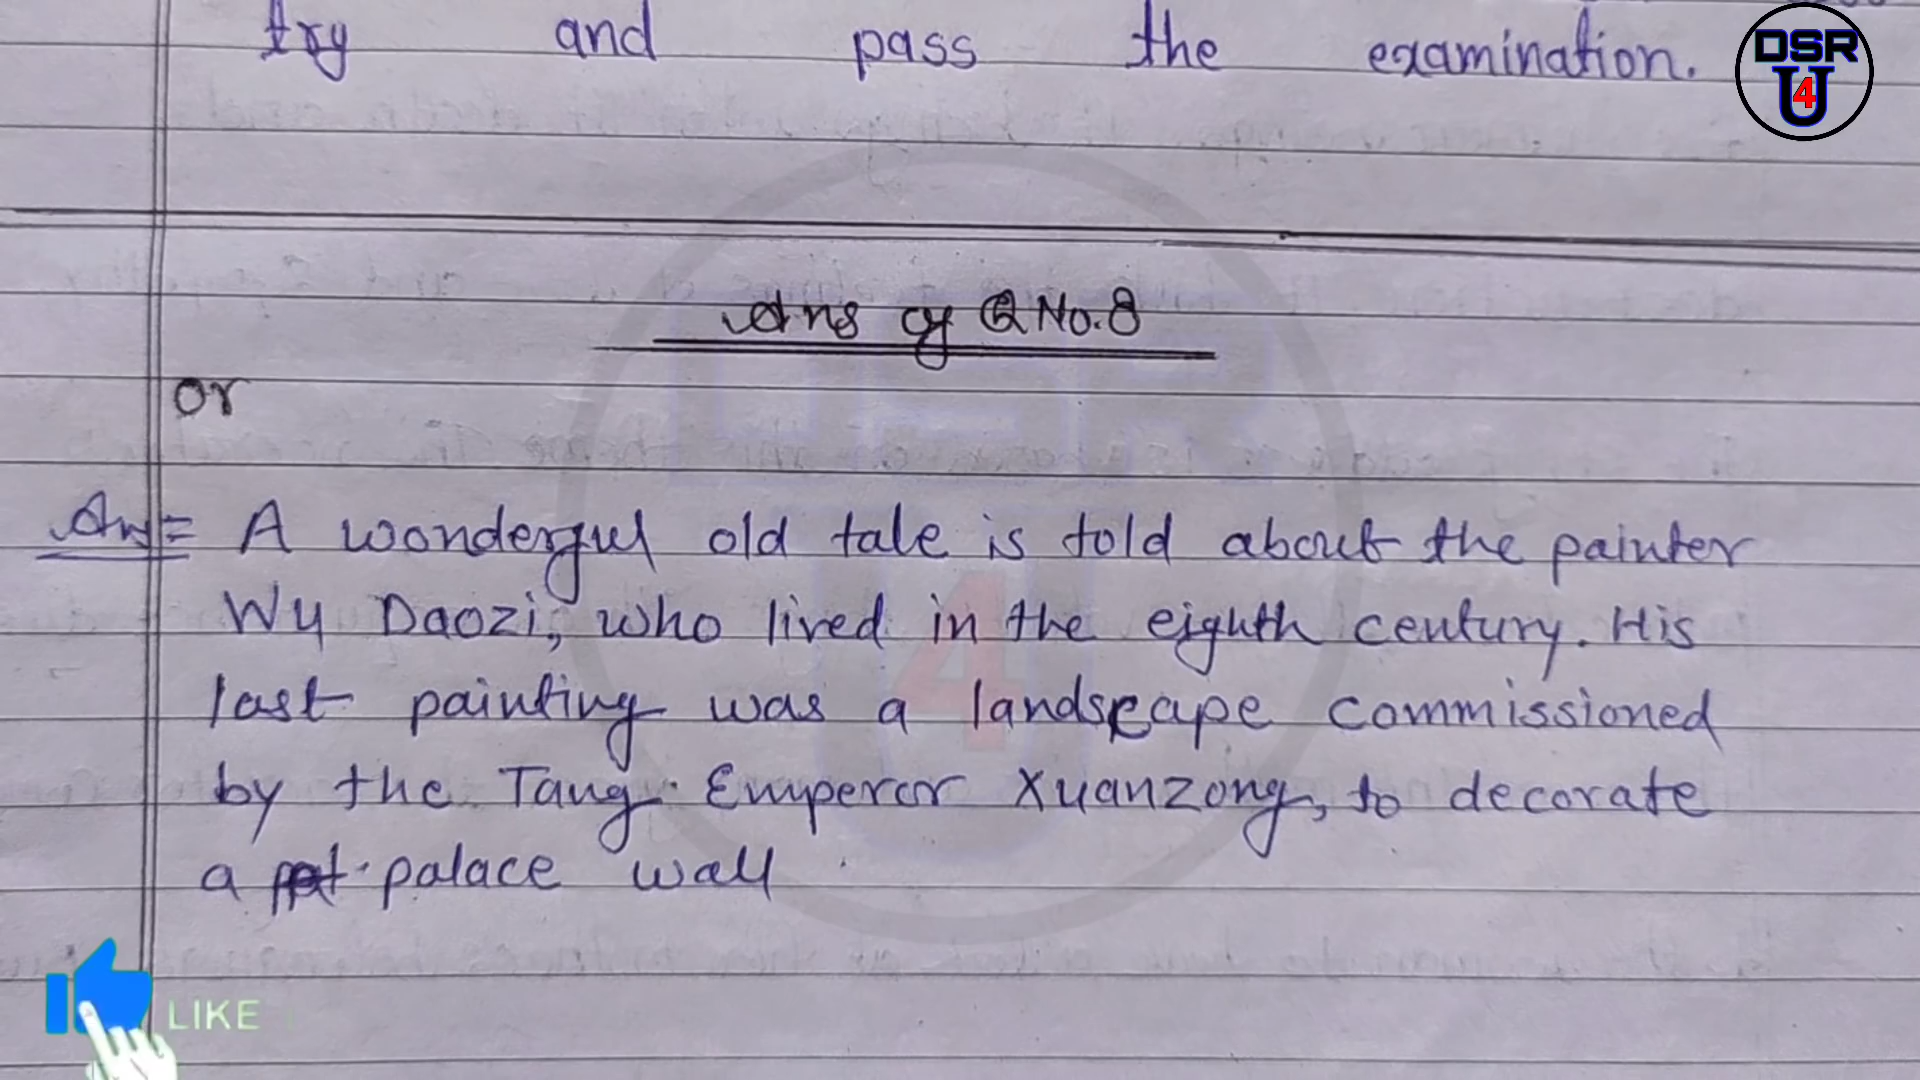 try and pass the examination.
DSR
U
4
Ans of Q No. 8
or
Ans = A wonderful old tale is told about the painter
Wu Daozi, who lived in the eighth century. His
last painting was a landscape commissioned
by the Tang Emperor Xuanzong, to decorate
a palace wall
LIKE